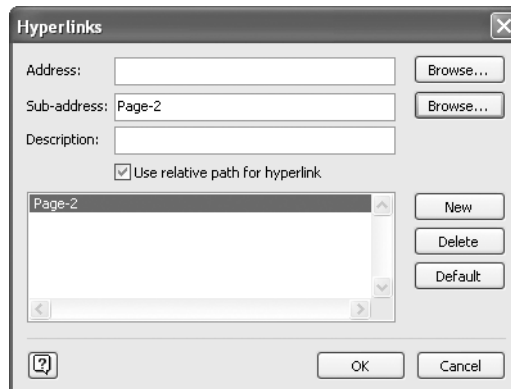 Hyperlinks
Address:
Browse...
Sub-address: Page-2
Browse...
Description:
Use relative path for hyperlink
Page-2
New
Delete
Default
OK
Cancel